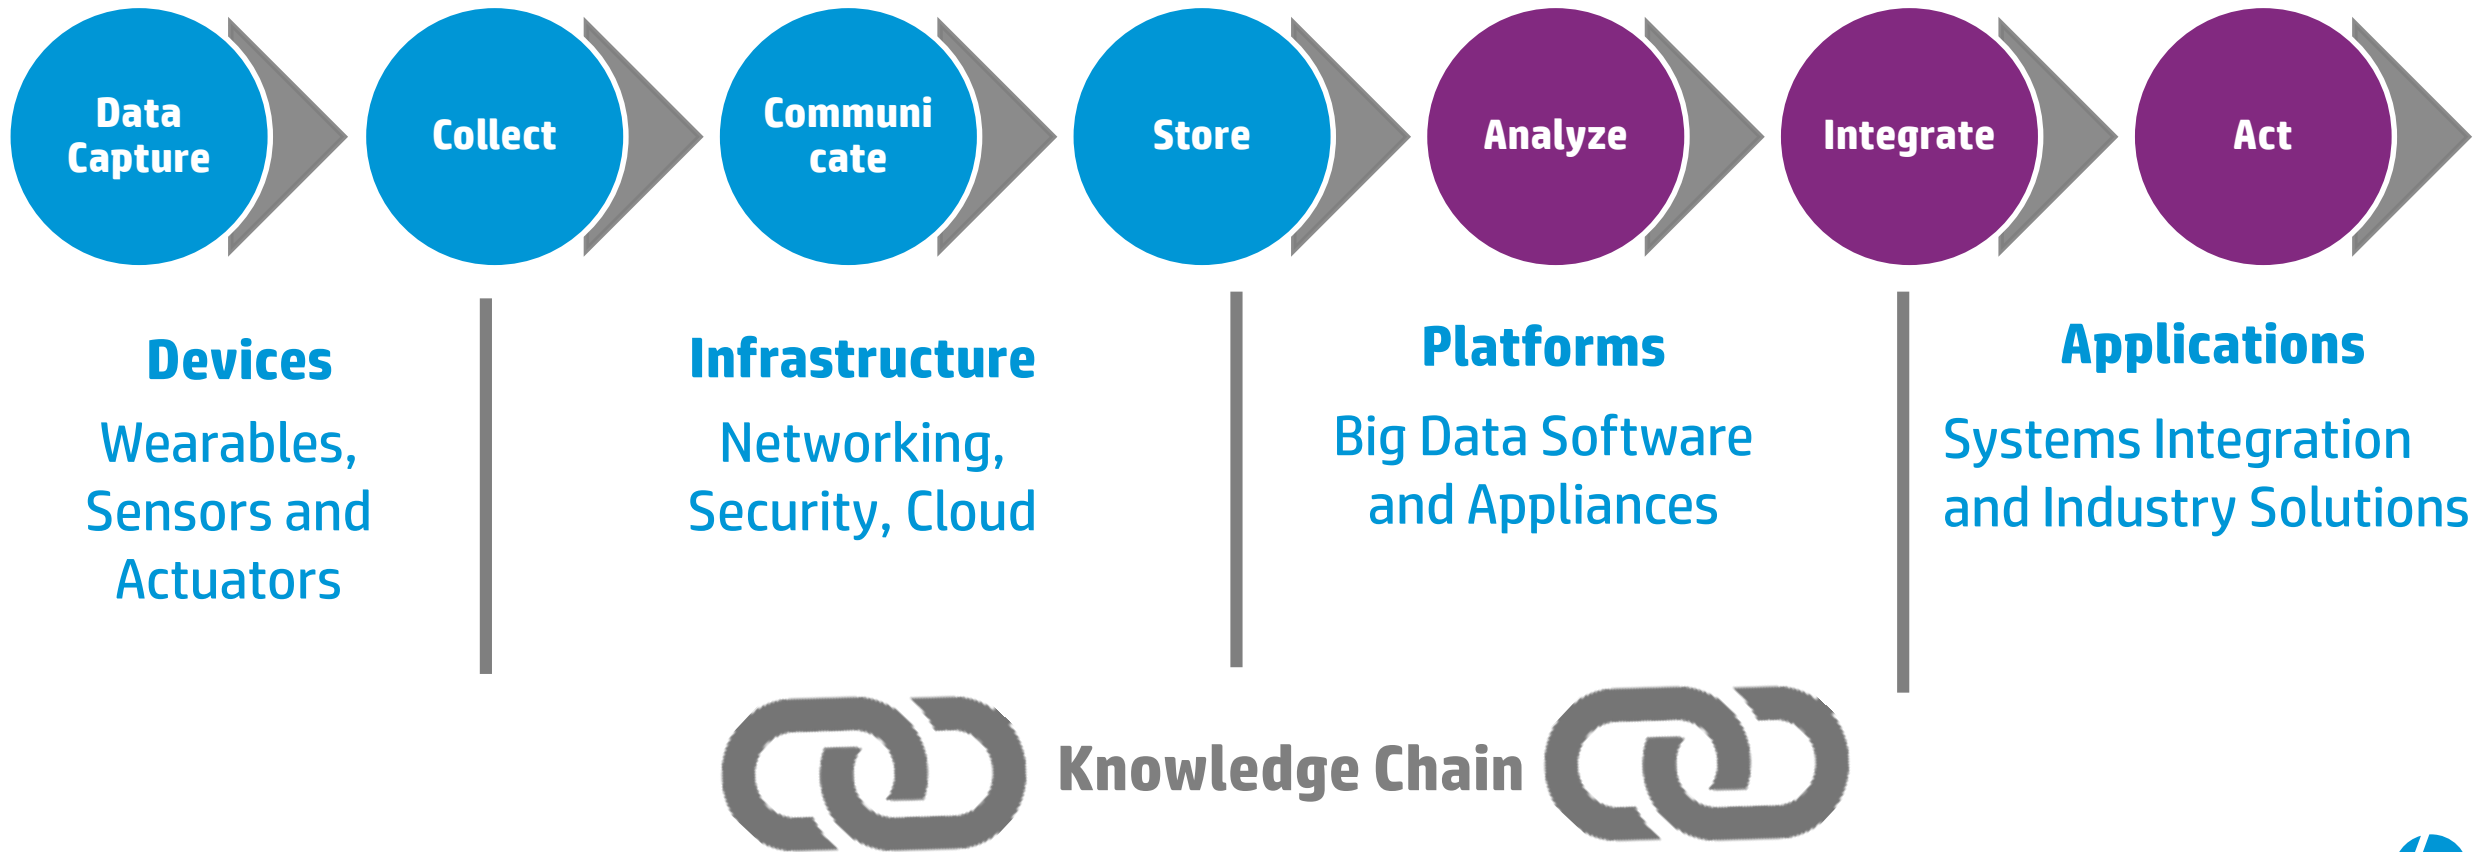 Data
Capture
Collect
Communi
cate
Store
Analyze
Integrate
Act
Devices
Wearables,
Sensors and
Actuators
Infrastructure
Networking,
Security, Cloud
Platforms
Big Data Software
and Appliances
Applications
Systems Integration
and Industry Solutions
Knowledge Chain